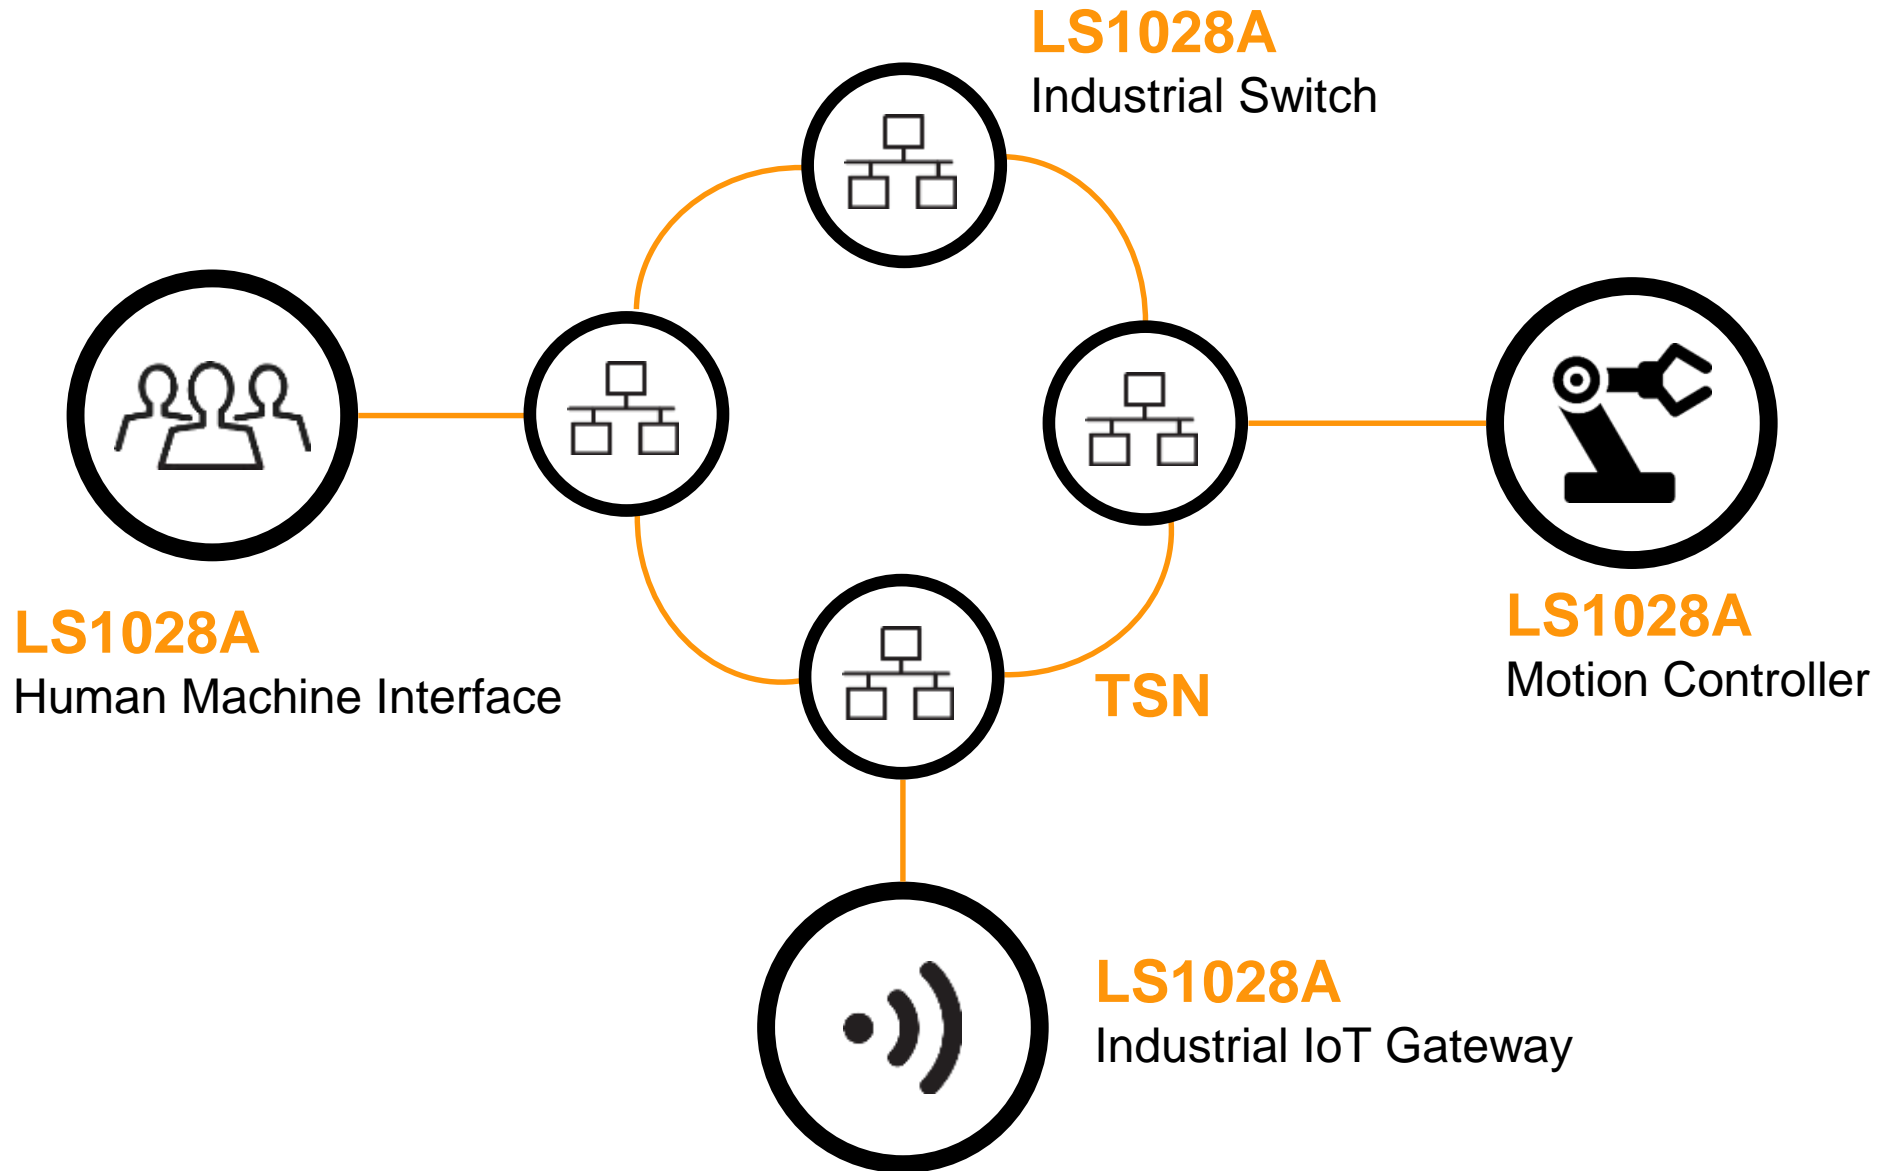 LS1028A
Industrial Switch
LS1028A
Human Machine Interface
LS1028A
Motion Controller
TSN
LS1028A
Industrial IoT Gateway